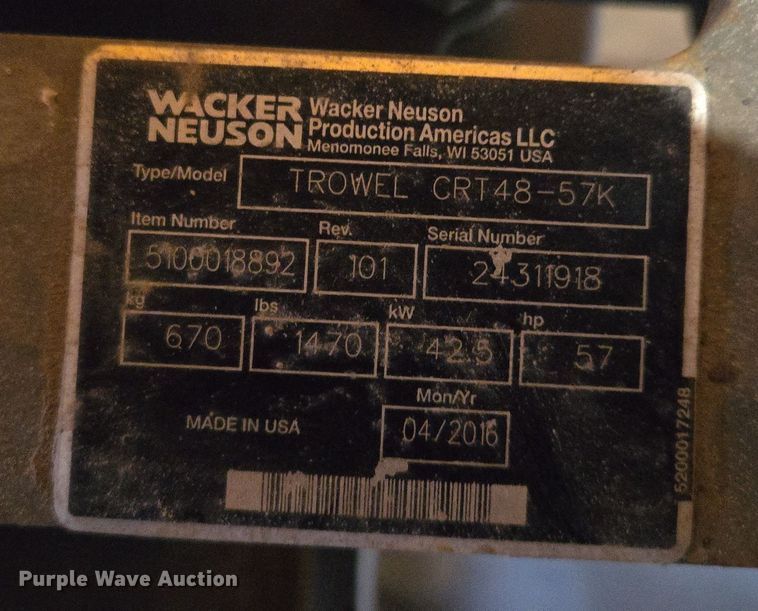 WACKER NEUSON
Wacker Neuson
Production Americas LLC
Menomonee Falls, WI 53051 USA
Type/Model TROWEL CRT48-57K
Item Number Rev. Serial Number
5100018892 101 24311918
kg lbs kW hp
670 1470 42.5 57
Mon/Yr
MADE IN USA 04/2016
5200017248
Purple Wave Auction